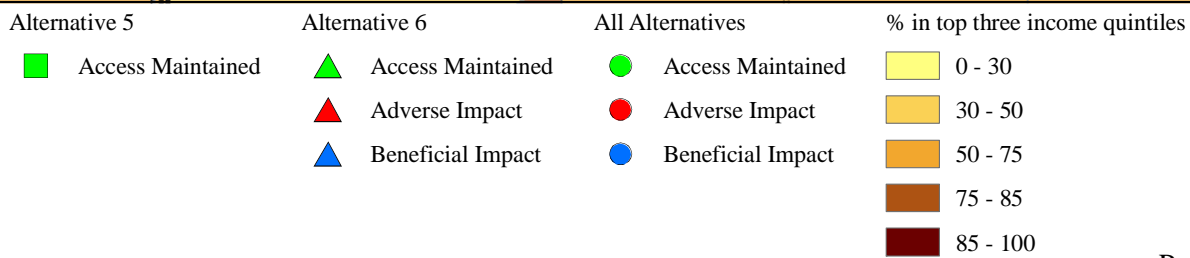 Alternative 5
Access Maintained
Alternative 6
Access Maintained
Adverse Impact
Beneficial Impact
All Alternatives
Access Maintained
Adverse Impact
Beneficial Impact
% in top three income quintiles
0 - 30
30 - 50
50 - 75
75 - 85
85 - 100